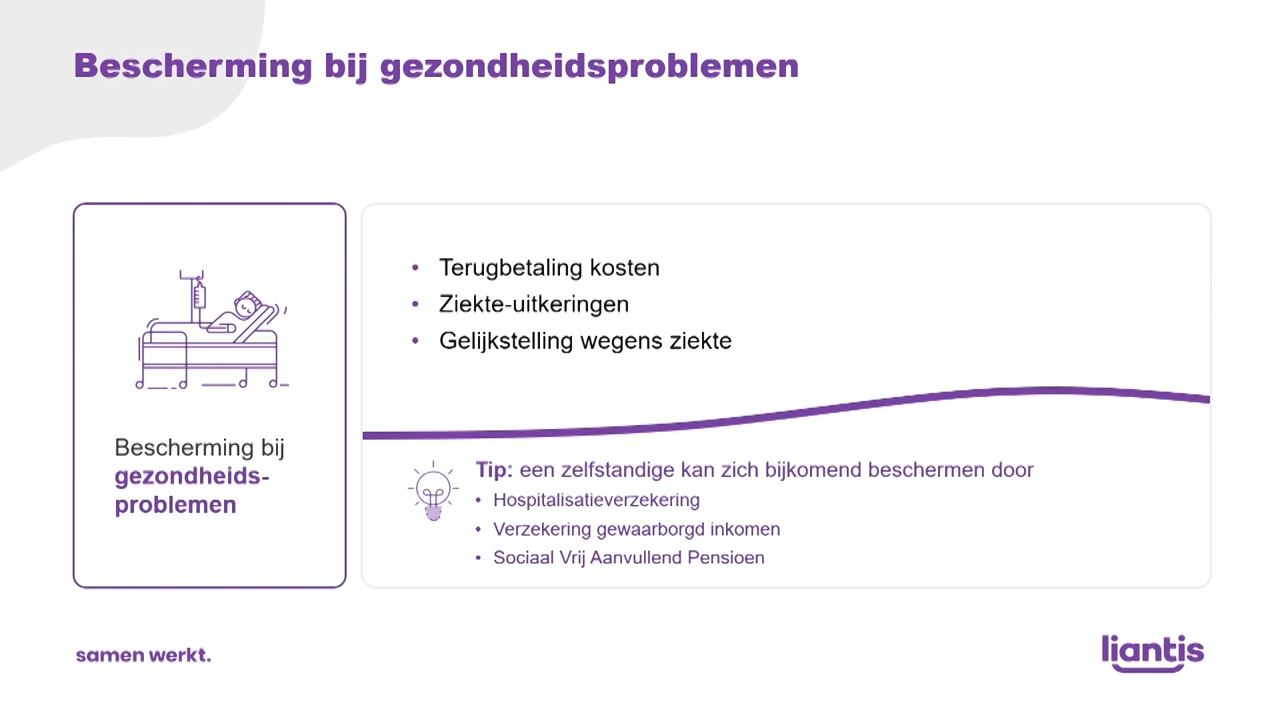 Bescherming bij gezondheidsproblemen
Bescherming bij
gezondheids-
problemen
• Terugbetaling kosten
• Ziekte-uitkeringen
• Gelijkstelling wegens ziekte
Tip: een zelfstandige kan zich bijkomend beschermen door
• Hospitalisatieverzekering
• Verzekering gewaarborgd inkomen
• Sociaal Vrij Aanvullend Pensioen
samen werkt.
liantis